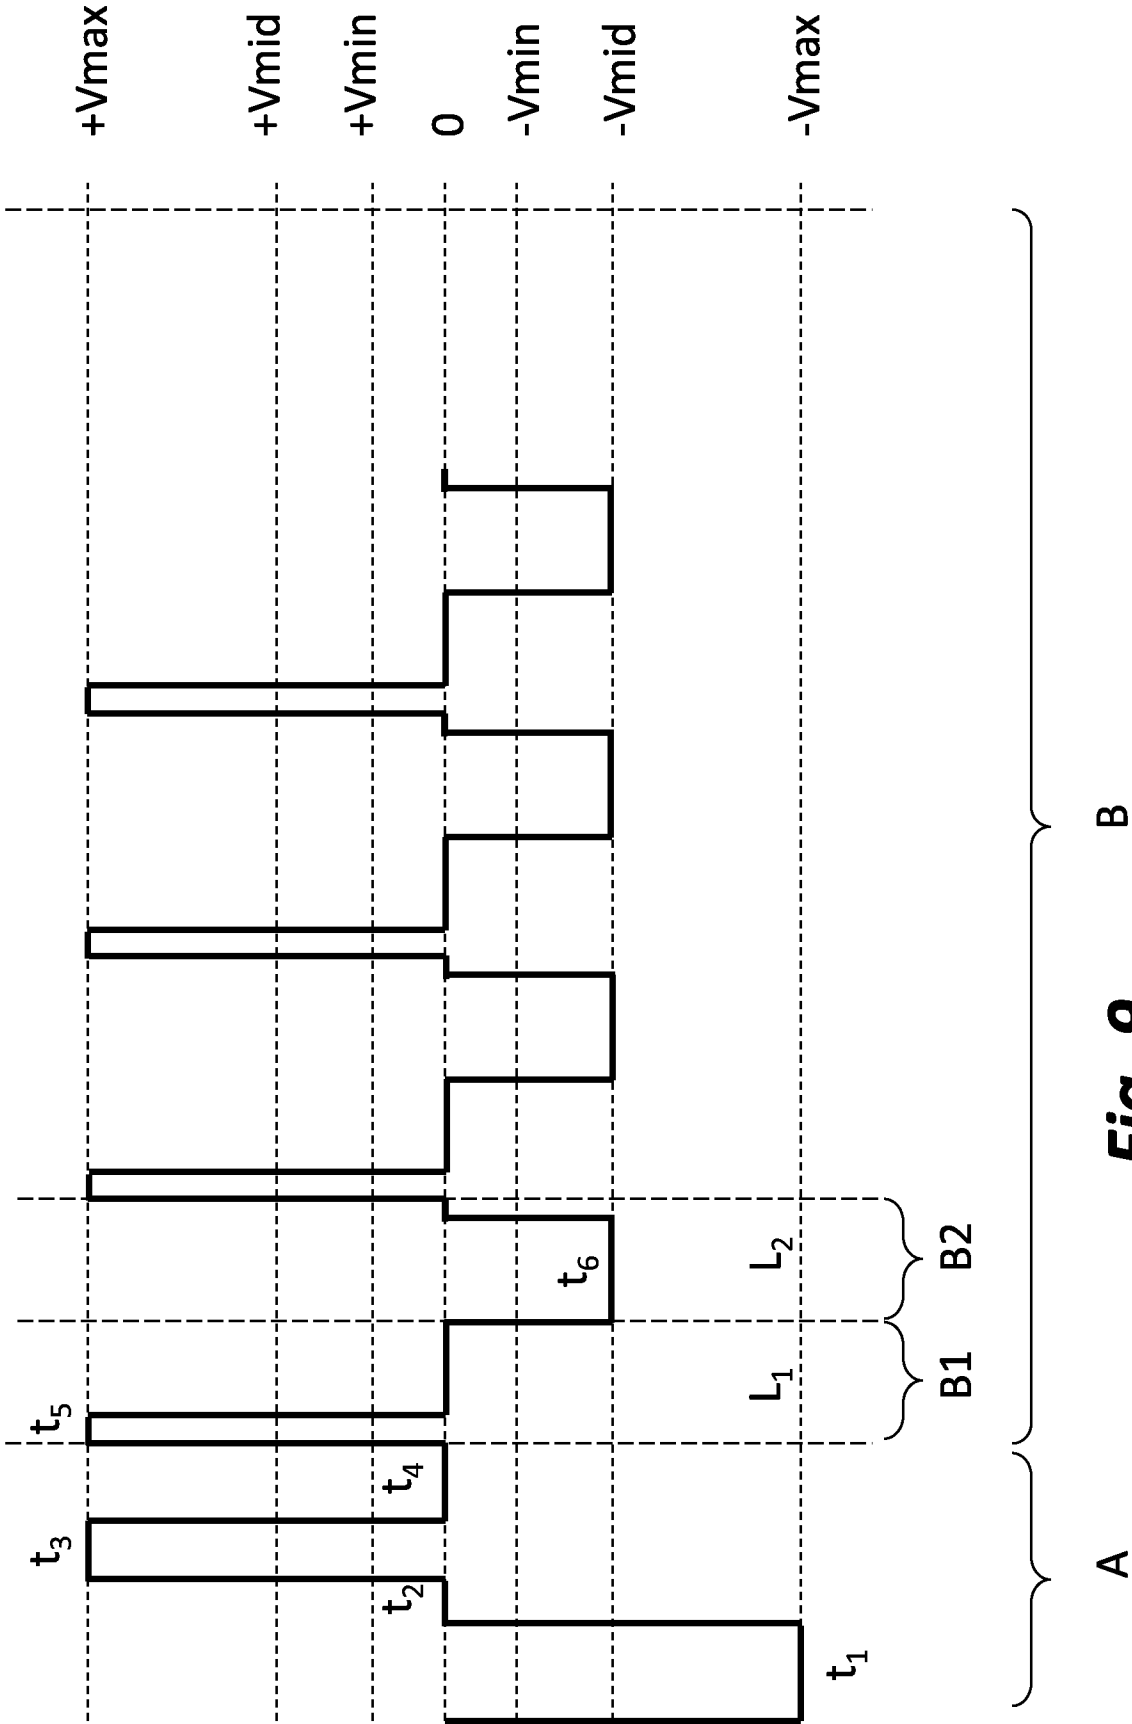 +Vmax
+Vmid
+Vmin
0
-Vmin
-Vmid
-Vmax
t1
t2
t3
t4
t5
t6
L1
L2
B1
B2
A
B